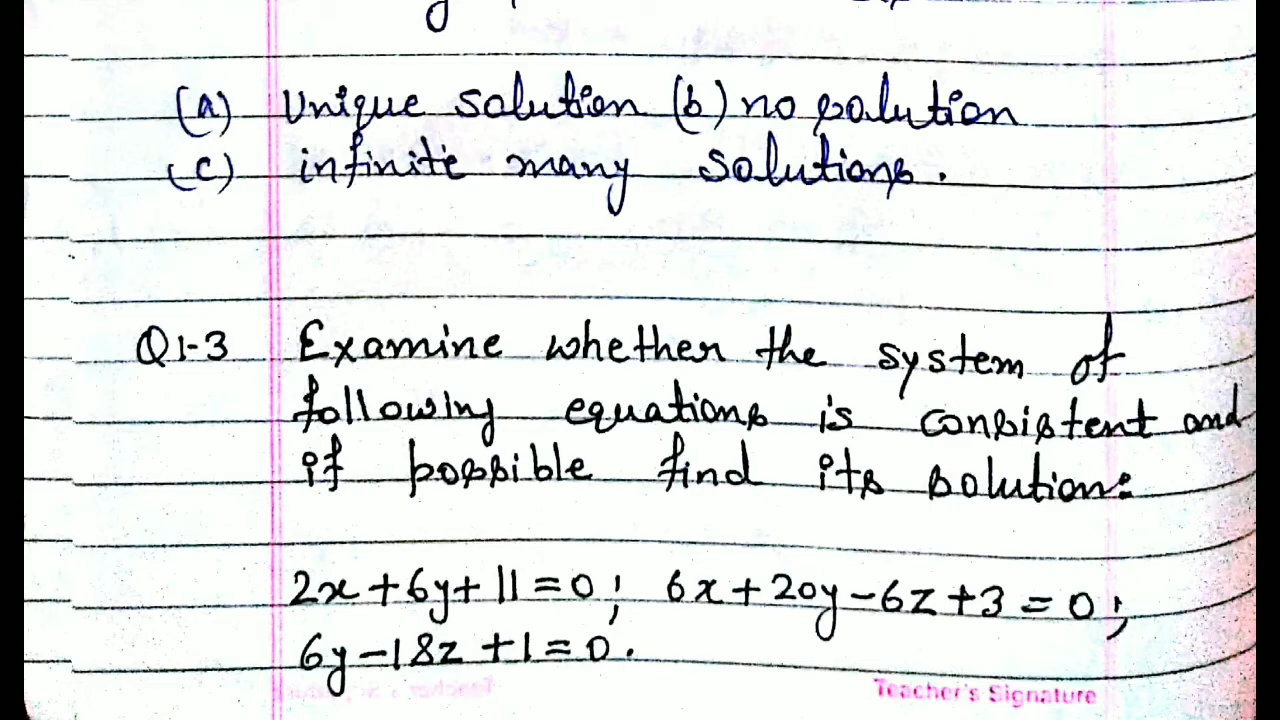 (a) Unique solution (b) no solution
(c) infinite many solutions.
Q1-3 Examine whether the system of
following equations is consistent and
if possible find its solution:
2x+6y+11=0; 6x+20y-6z+3=0;
6y-18z+1=0.
Teacher's Signature